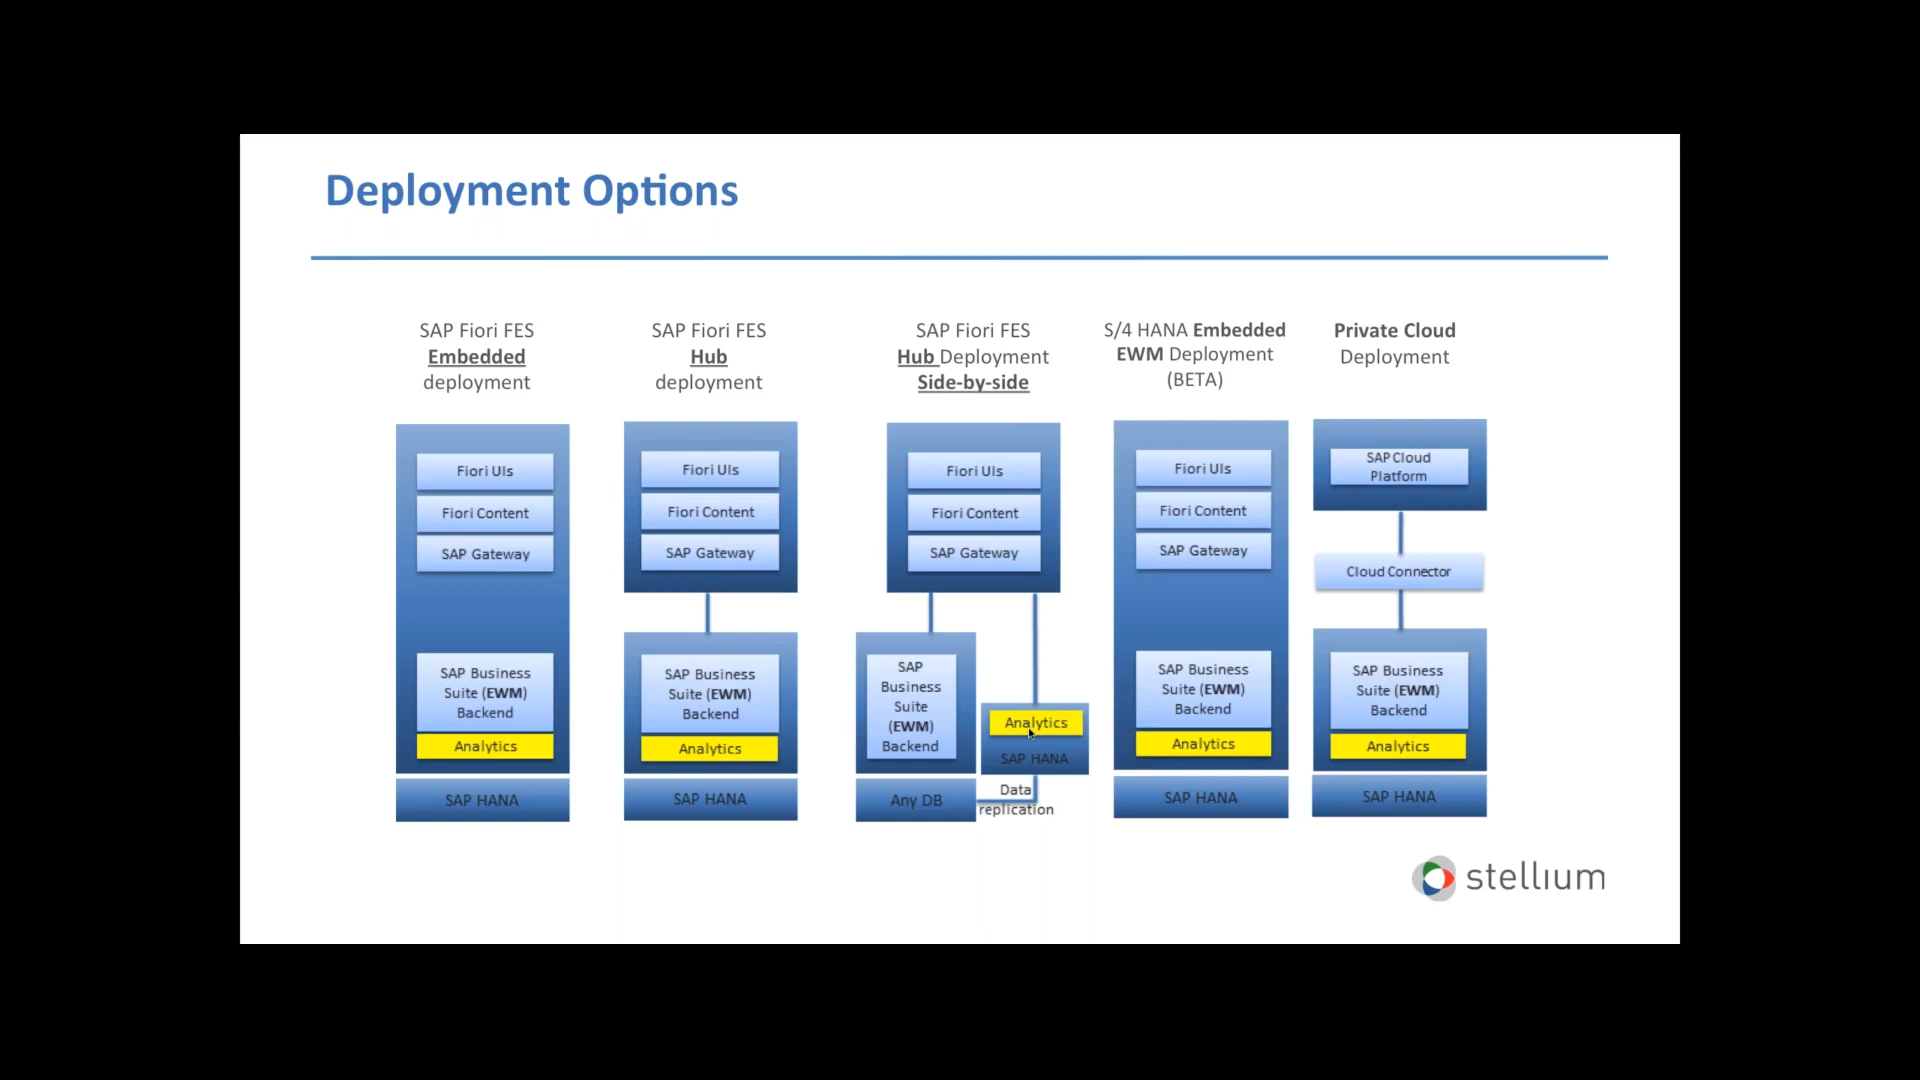 Deployment Options
SAP Fiori FES
Embedded
deployment
SAP Fiori FES
Hub
deployment
SAP Fiori FES
Hub Deployment
Side-by-side
S/4 HANA Embedded
EWM Deployment
(BETA)
Private Cloud
Deployment
Fiori UIs
Fiori Content
SAP Gateway
SAP Business
Suite (EWM)
Backend
Analytics
SAP HANA
Fiori UIs
Fiori Content
SAP Gateway
SAP Business
Suite (EWM)
Backend
Analytics
SAP HANA
Fiori UIs
Fiori Content
SAP Gateway
SAP
Business
Suite
(EWM)
Backend
Any DB
Analytics
SAP HANA
Data
replication
Fiori UIs
Fiori Content
SAP Gateway
SAP Business
Suite (EWM)
Backend
Analytics
SAP HANA
SAP Cloud
Platform
Cloud Connector
SAP Business
Suite (EWM)
Backend
Analytics
SAP HANA
stellium